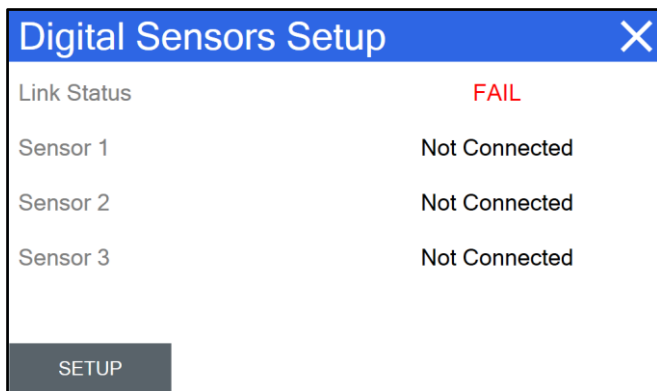 Digital Sensors Setup
Link Status FAIL
Sensor 1 Not Connected
Sensor 2 Not Connected
Sensor 3 Not Connected
SETUP